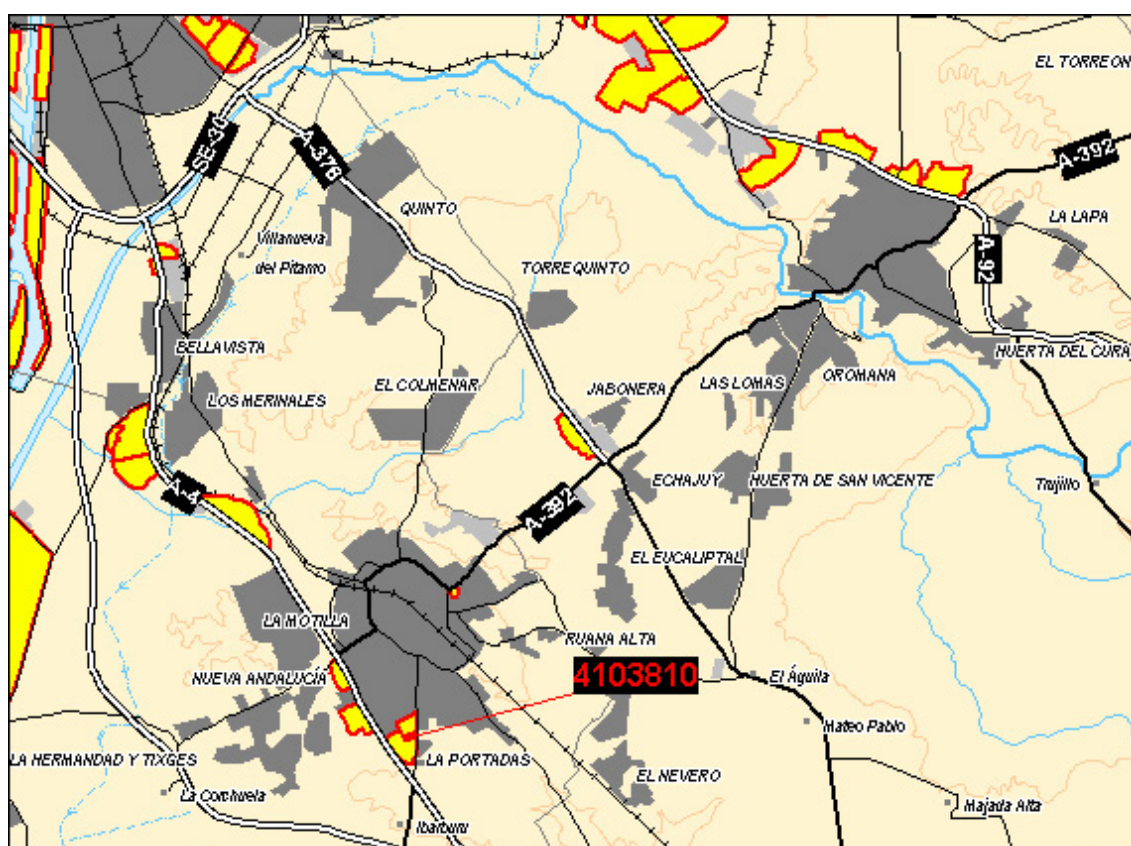 EL TORREON
A-392
SE-30
A-376
QUINTO
LA LAPA
Villanueva
del Pitamo
TORREQUINTO
A-92
BELLAVISTA
HUERTA DEL CURA
EL COLMENAR
JABONERA
LAS LOMAS
OROMANA
LOS MERINALES
ECHAJUY
HUERTA DE SAN VICENTE
Trujillo
A-4
A-392
EL EUCALIPTAL
LA MOTILLA
RUANA ALTA
NUEVA ANDALUCÍA
4103810
El Águila
Mateo Pablo
LA HERMANDAD Y TIXGES
LA PORTADAS
EL NEVERO
La Corchuela
Majada Alta
Ibarburu